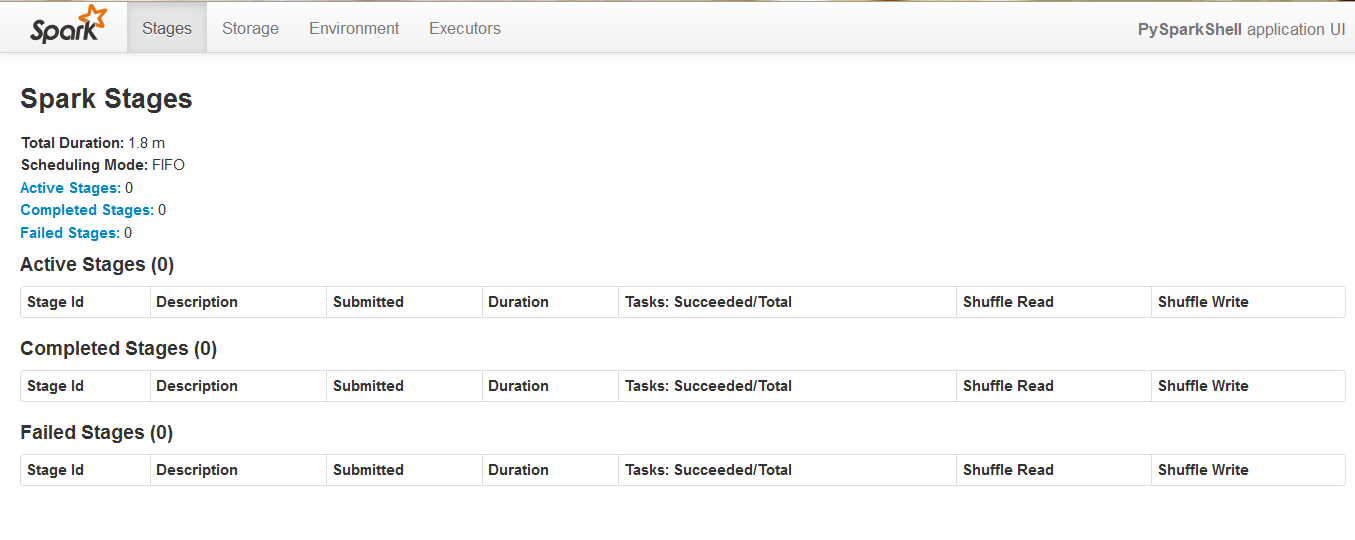 Spark Stages Storage Environment Executors PySparkShell application UI
Spark Stages
Total Duration: 1.8 m
Scheduling Mode: FIFO
Active Stages: 0
Completed Stages: 0
Failed Stages: 0
Active Stages (0)
Stage Id Description Submitted Duration Tasks: Succeeded/Total Shuffle Read Shuffle Write
Completed Stages (0)
Stage Id Description Submitted Duration Tasks: Succeeded/Total Shuffle Read Shuffle Write
Failed Stages (0)
Stage Id Description Submitted Duration Tasks: Succeeded/Total Shuffle Read Shuffle Write